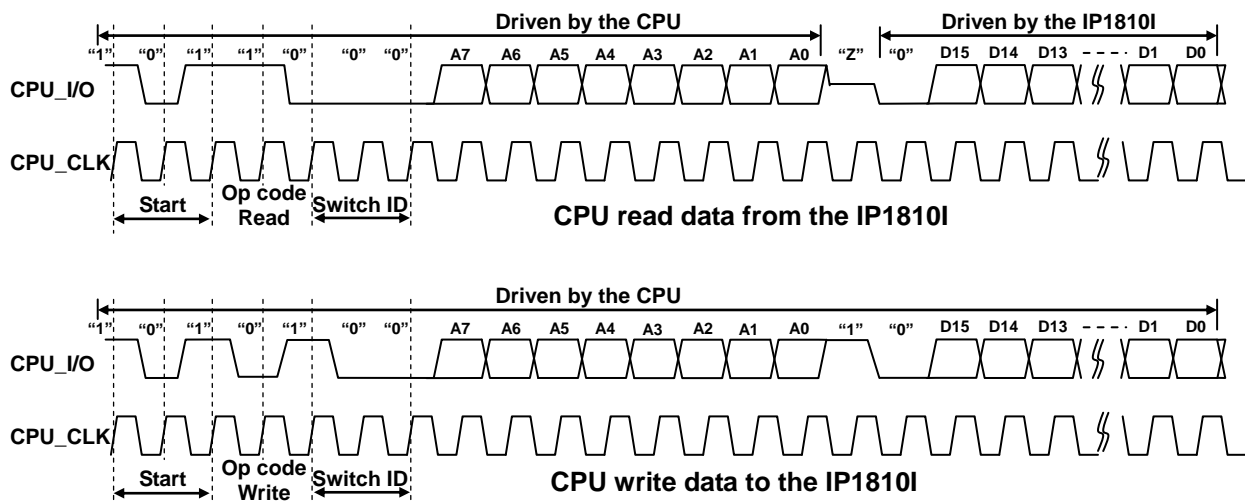 Driven by the CPU Driven by the IP1810I
“1” “0” “1” “1” “0” “0” “0” A7 A6 A5 A4 A3 A2 A1 A0 “Z” “0” D15 D14 D13 D1 D0
CPU_I/O
CPU_CLK
Start Op code Read Switch ID CPU read data from the IP1810I
Driven by the CPU
“1” “0” “1” “0” “1” “0” “0” A7 A6 A5 A4 A3 A2 A1 A0 “1” “0” D15 D14 D13 D1 D0
CPU_I/O
CPU_CLK
Start Op code Write Switch ID CPU write data to the IP1810I